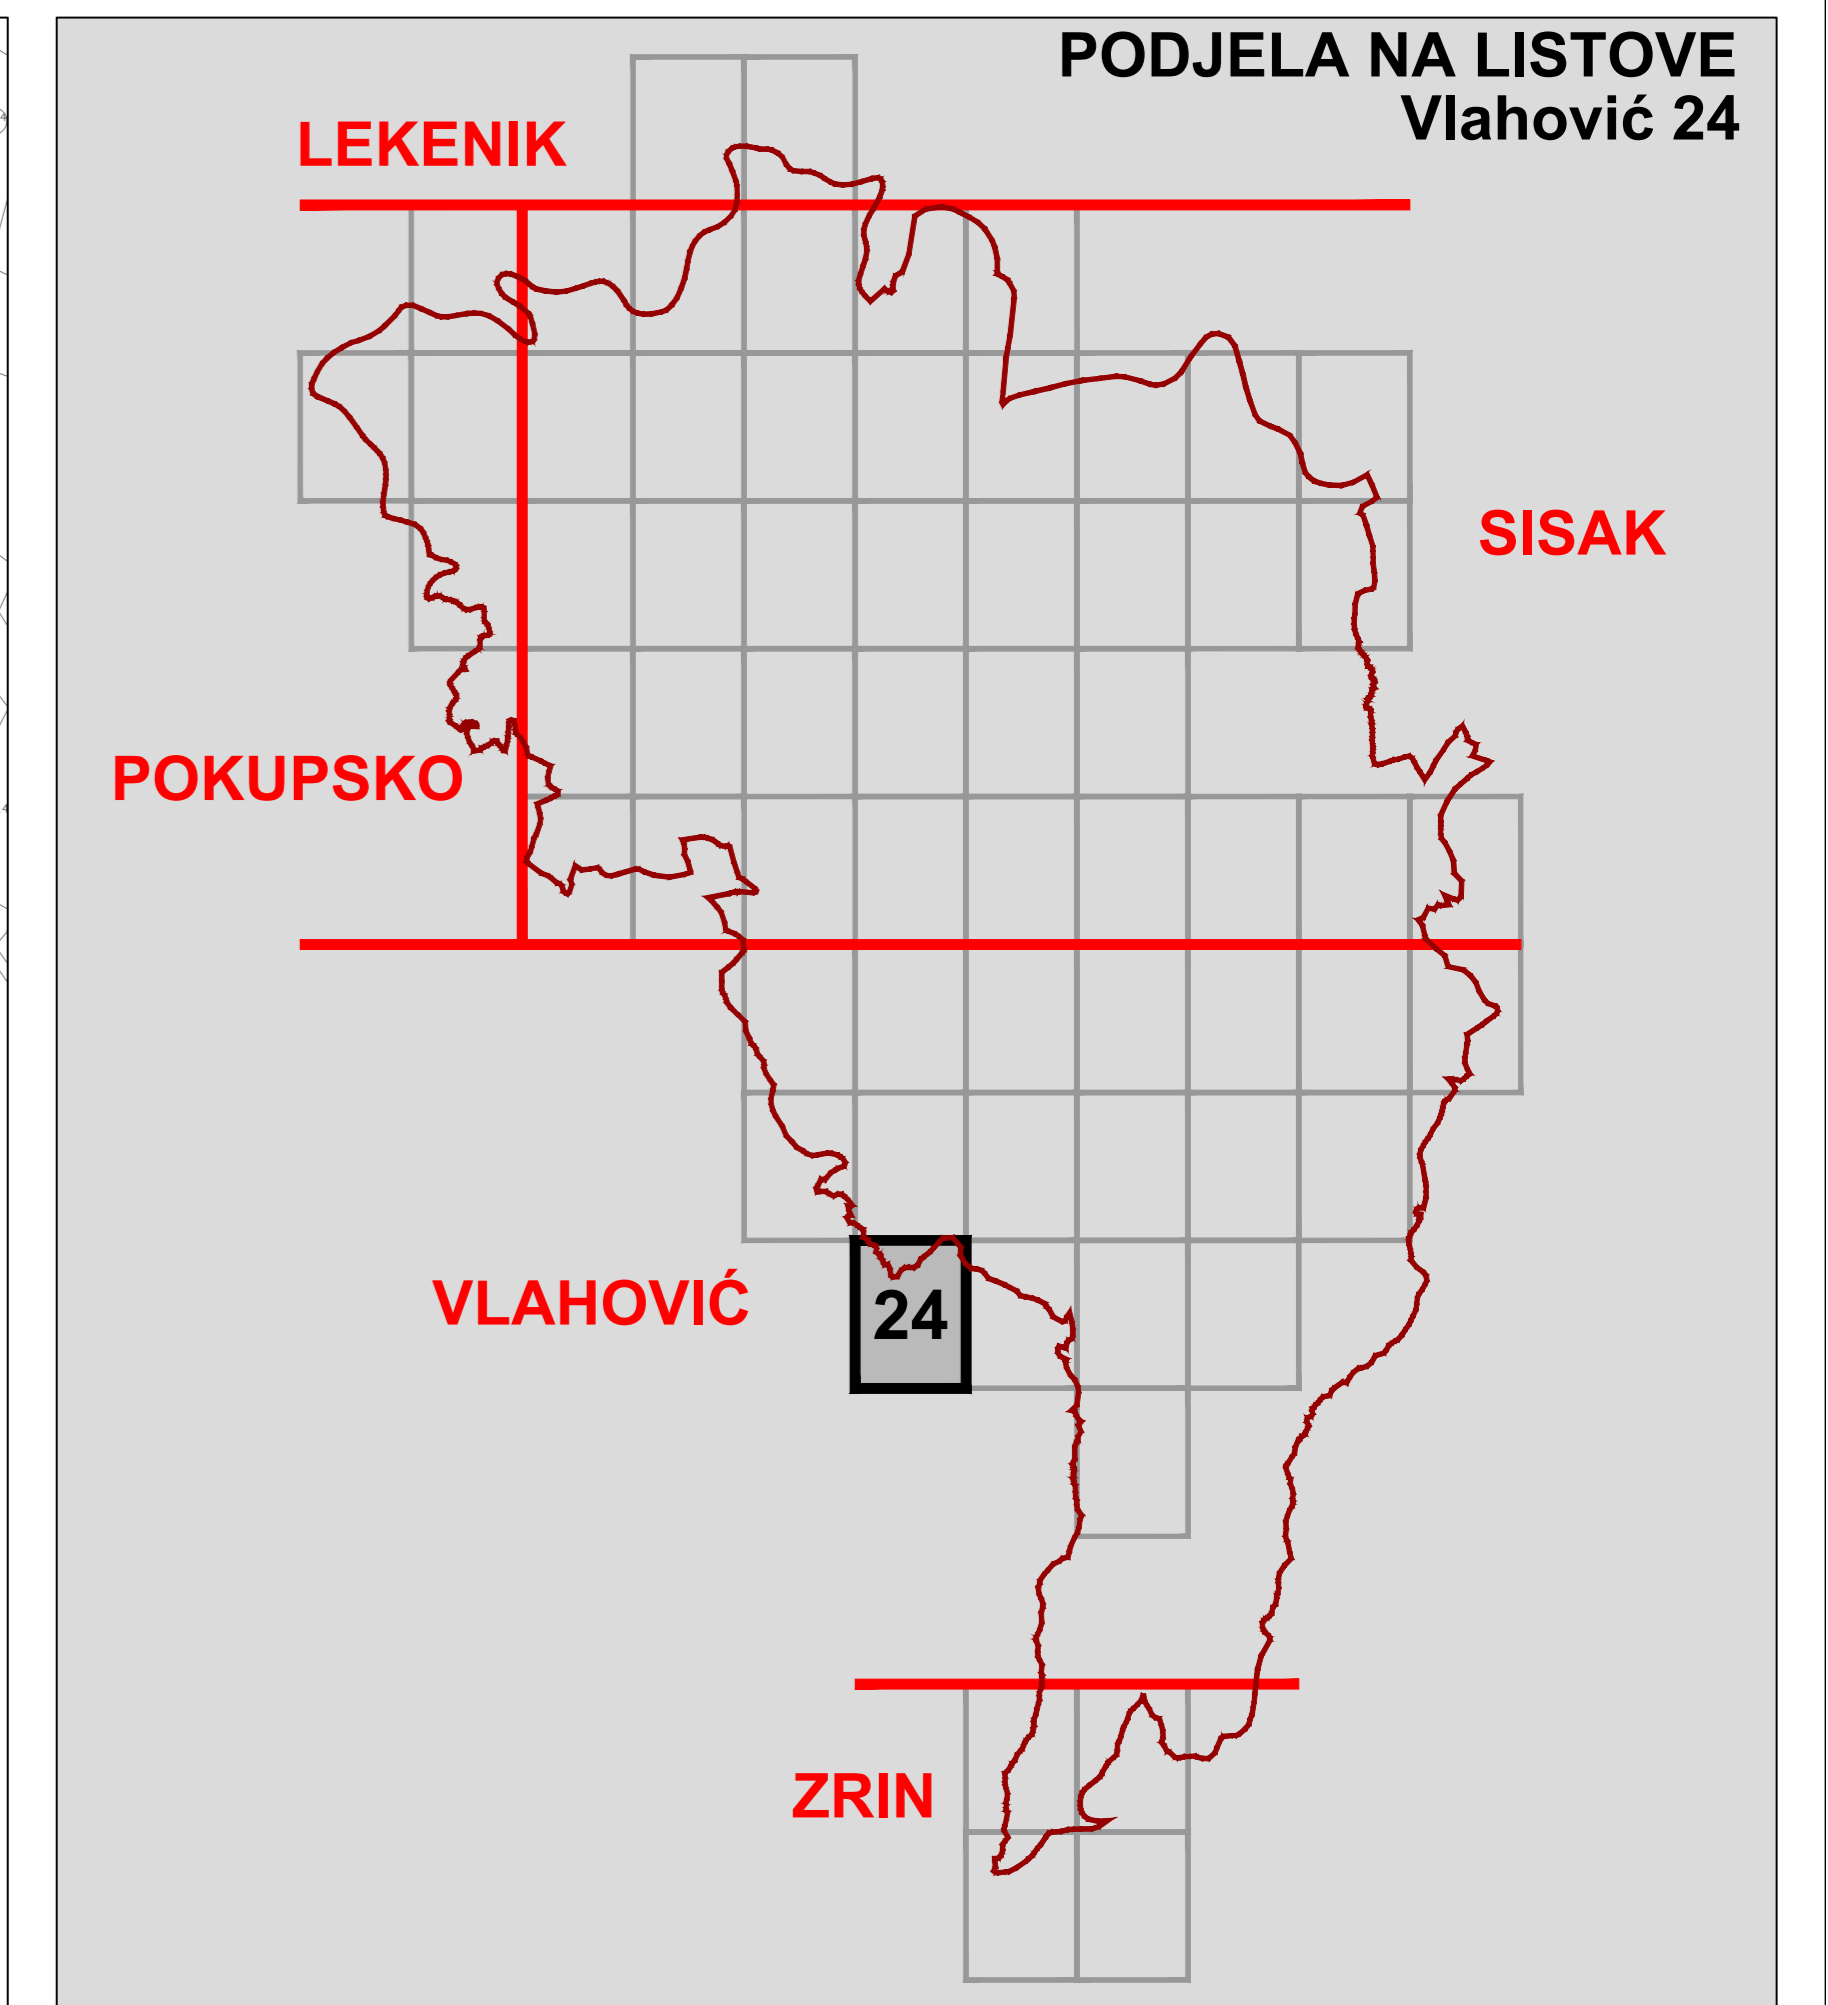 PODJELA NA LISTOVE
Vlahović 24
LEKENIK
SISAK
POKUPSKO
VLAHOVIĆ
24
ZRIN